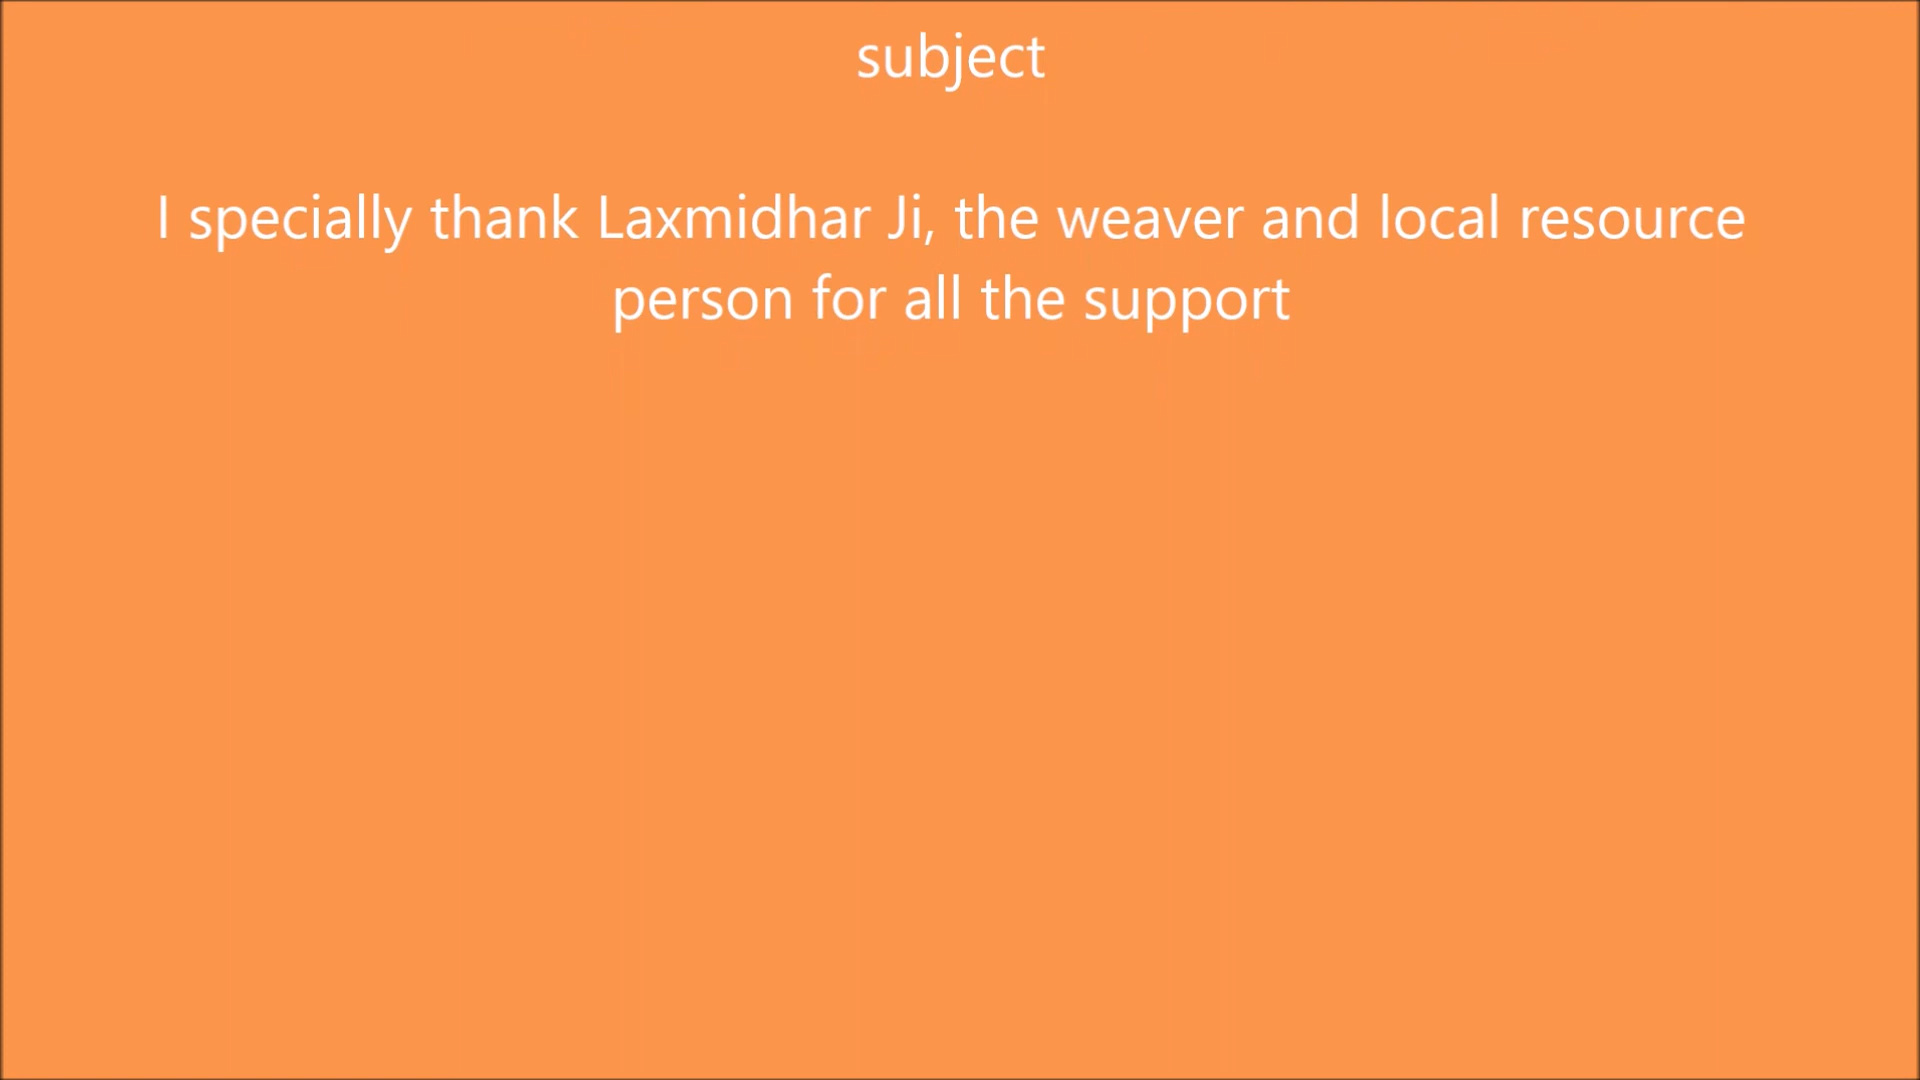 subject
I specially thank Laxmidhar Ji, the weaver and local resource
person for all the support